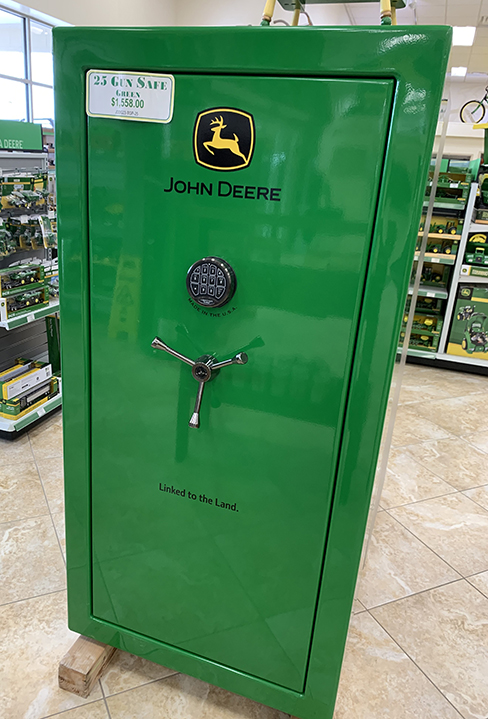 25 GUN SAFE
GREEN
$1,558.00
JOHN DEERE
MADE IN THE U.S.A.
Linked to the Land.
DEERE